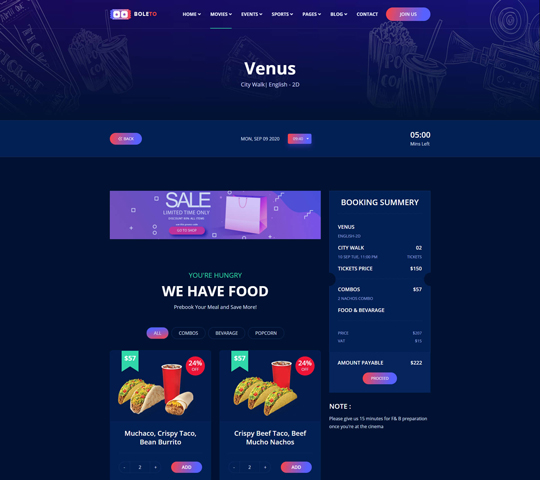 BOLETO
HOME MOVIES EVENTS SPORTS PAGES BLOG CONTACT JOIN US
Venus
City Walk| English - 2D
BACK
MON, SEP 09 2020
09:40
05:00
Mins Left
SALE
LIMITED TIME ONLY
GO TO SHOP
YOU'RE HUNGRY
WE HAVE FOOD
Prebook Your Meal and Save More!
ALL COMBOS BEVARAGE POPCORN
$57
24%
OFF
Muchaco, Crispy Taco,
Bean Burrito
- 2 + ADD
$57
24%
OFF
Crispy Beef Taco, Beef
Mucho Nachos
- 2 + ADD
BOOKING SUMMERY
VENUS
ENGLISH-2D
CITY WALK 02
10 SEP TUE, 11:00 PM TICKETS
TICKETS PRICE $150
COMBOS $57
2 NACHOS COMBO
FOOD & BEVARAGE
PRICE $207
VAT $15
AMOUNT PAYABLE $222
PROCEED
NOTE :
Please give us 15 minutes for F& B preparation
once you're at the cinema